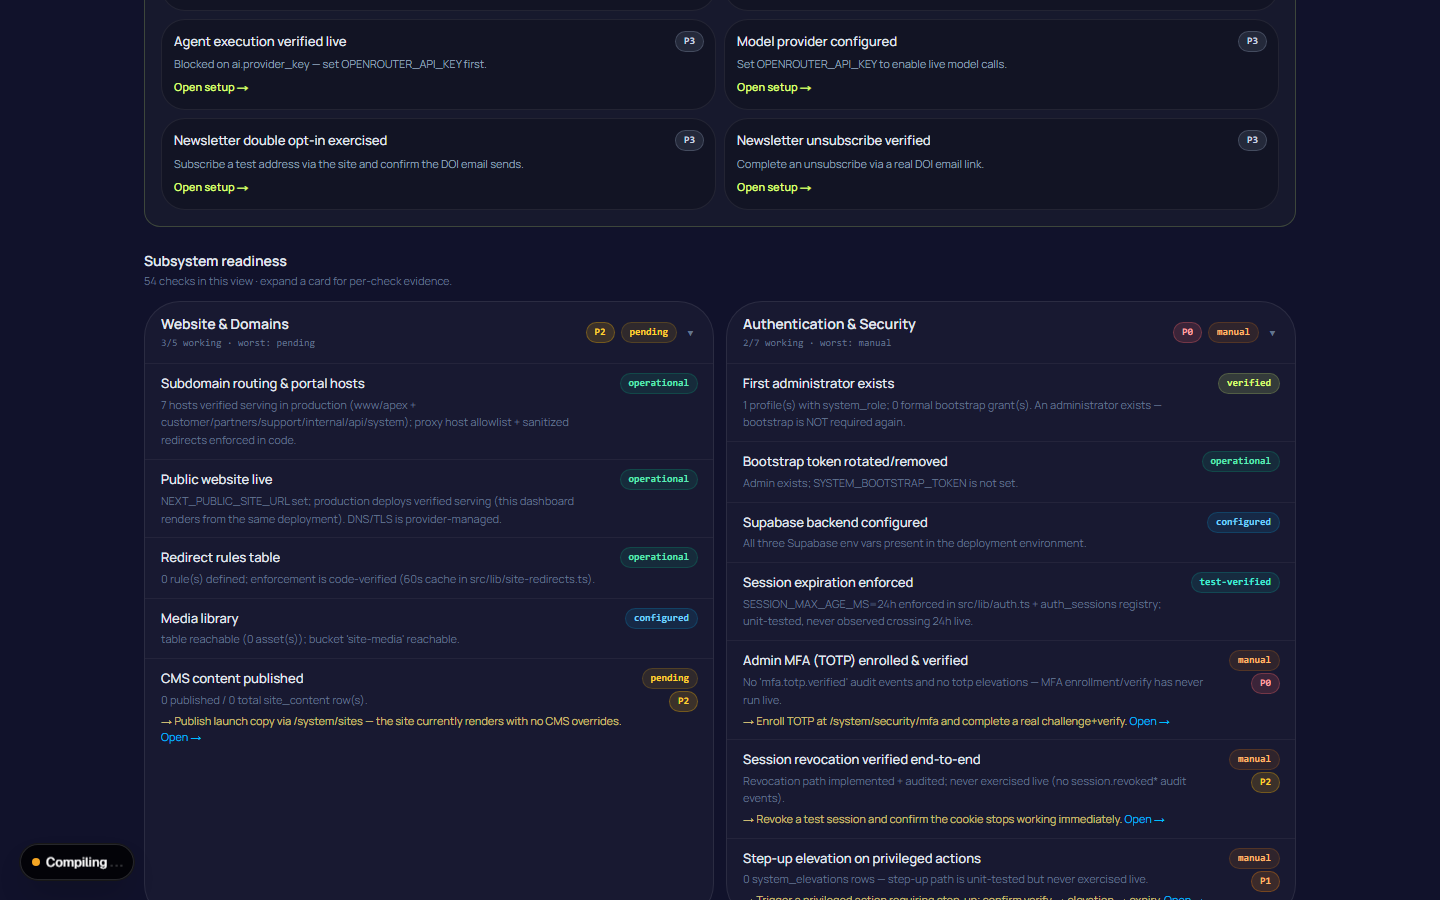 Agent execution verified live
P3
Blocked on ai.provider_key — set OPENROUTER_API_KEY first.
Open setup →
Model provider configured
P3
Set OPENROUTER_API_KEY to enable live model calls.
Open setup →
Newsletter double opt-in exercised
P3
Subscribe a test address via the site and confirm the DOI email sends.
Open setup →
Newsletter unsubscribe verified
P3
Complete an unsubscribe via a real DOI email link.
Open setup →
Subsystem readiness
54 checks in this view · expand a card for per-check evidence.
Website & Domains
P2
pending
▼
3/5 working · worst: pending
Subdomain routing & portal hosts
operational
7 hosts verified serving in production (www/apex +
customer/partners/support/internal/api/system); proxy host allowlist + sanitized
redirects enforced in code.
Public website live
operational
NEXT_PUBLIC_SITE_URL set; production deploys verified serving (this dashboard
renders from the same deployment). DNS/TLS is provider-managed.
Redirect rules table
operational
0 rule(s) defined; enforcement is code-verified (60s cache in src/lib/site-redirects.ts).
Media library
configured
table reachable (0 asset(s)); bucket 'site-media' reachable.
CMS content published
pending
0 published / 0 total site_content row(s).
P2
→ Publish launch copy via /system/sites — the site currently renders with no CMS overrides.
Open →
Authentication & Security
P0
manual
▼
2/7 working · worst: manual
First administrator exists
verified
1 profile(s) with system_role; 0 formal bootstrap grant(s). An administrator exists —
bootstrap is NOT required again.
Bootstrap token rotated/removed
operational
Admin exists; SYSTEM_BOOTSTRAP_TOKEN is not set.
Supabase backend configured
configured
All three Supabase env vars present in the deployment environment.
Session expiration enforced
test-verified
SESSION_MAX_AGE_MS=24h enforced in src/lib/auth.ts + auth_sessions registry;
unit-tested, never observed crossing 24h live.
Admin MFA (TOTP) enrolled & verified
manual
No 'mfa.totp.verified' audit events and no totp elevations — MFA enrollment/verify has never
P0
run live.
→ Enroll TOTP at /system/security/mfa and complete a real challenge+verify. Open →
Session revocation verified end-to-end
manual
Revocation path implemented + audited; never exercised live (no session.revoked* audit
P2
events).
→ Revoke a test session and confirm the cookie stops working immediately. Open →
Step-up elevation on privileged actions
manual
0 system_elevations rows — step-up path is unit-tested but never exercised live.
P1
→ Trigger a privileged action requiring step-up; confirm verify → elevation → expiry. Open →
Compiling ...